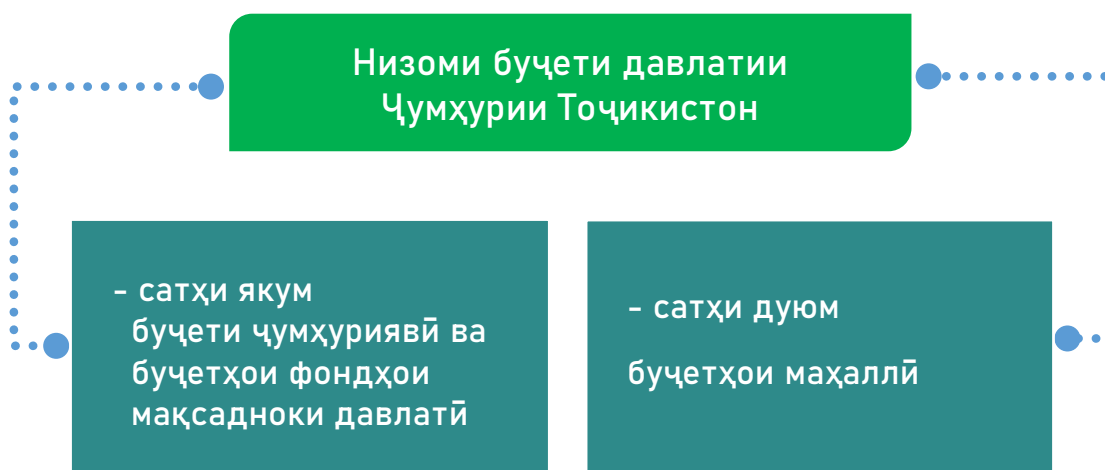 Низоми буҷети давлатии
Ҷумҳурии Тоҷикистон
- сатҳи якум
буҷети ҷумҳуриявӣ ва
буҷетҳои фондҳои
мақсадноки давлатӣ
- сатҳи дуюм
буҷетҳои маҳаллӣ